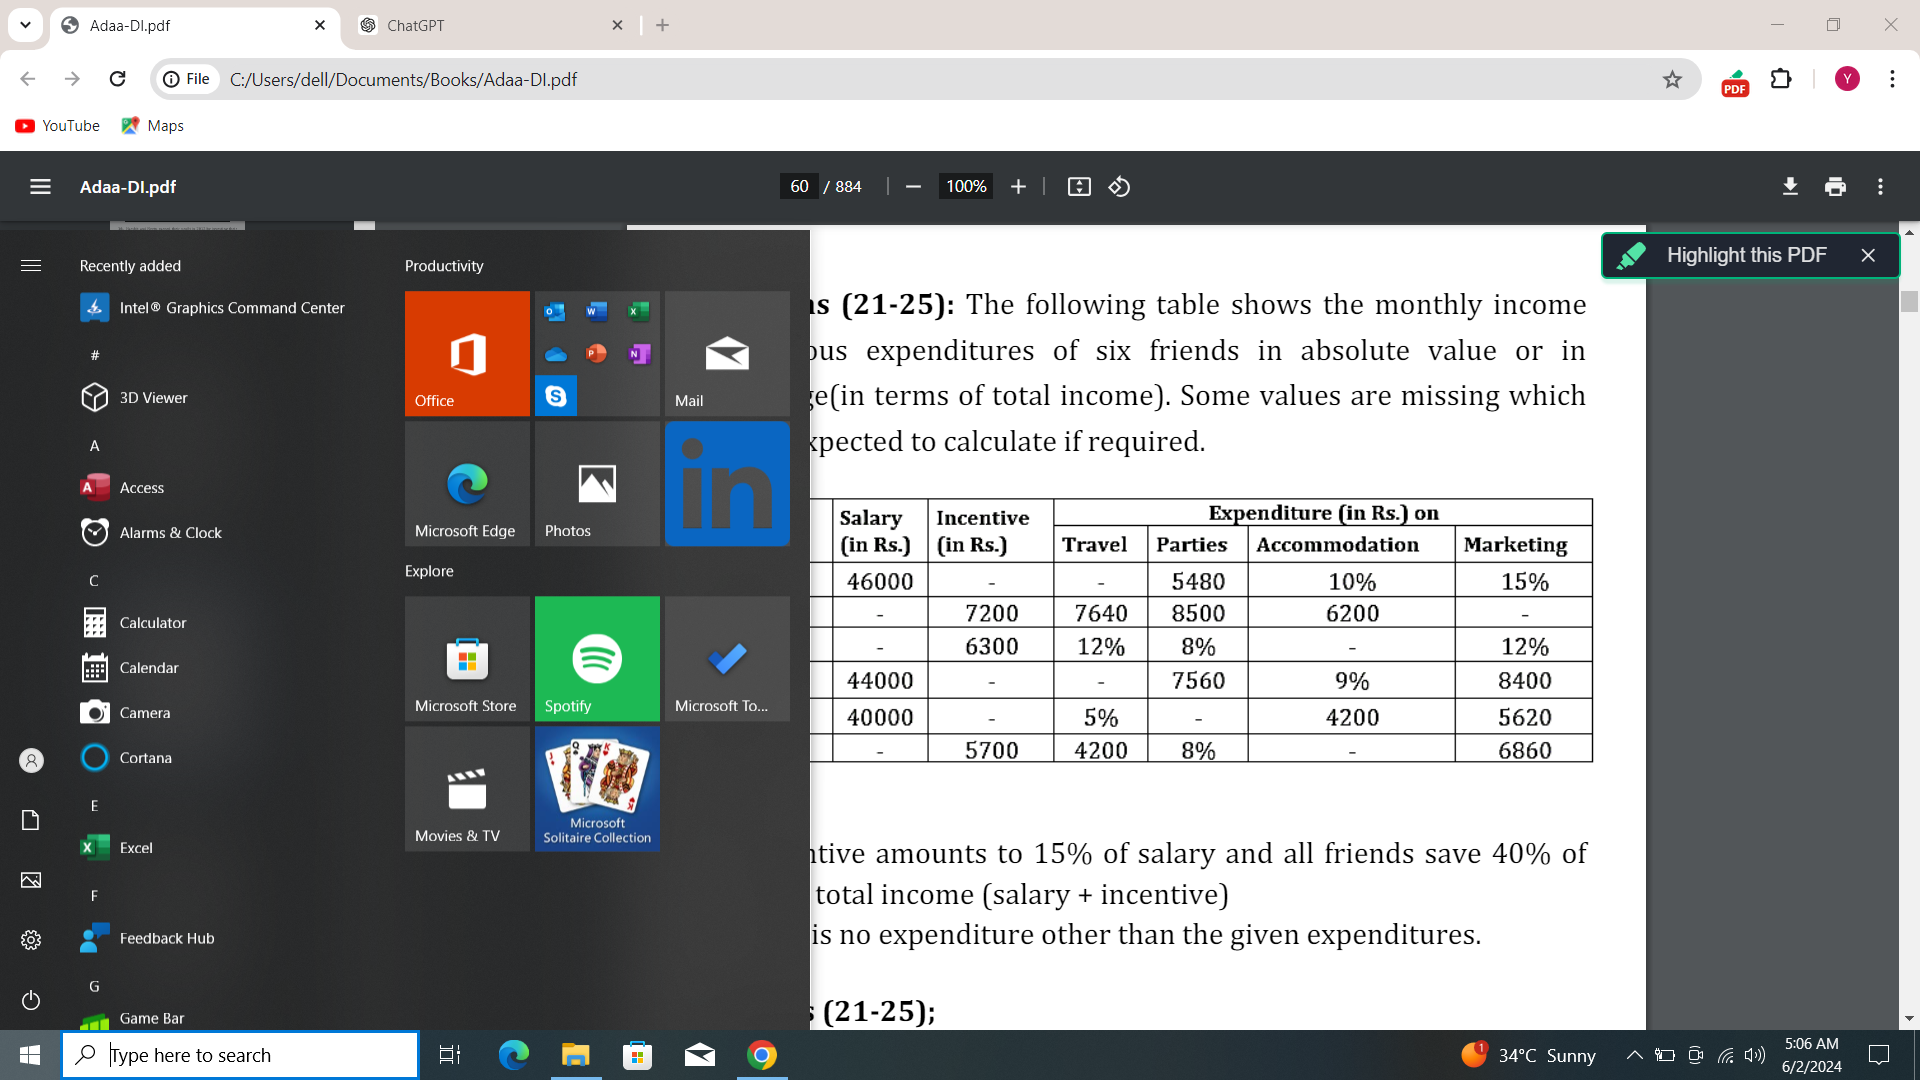 Adaa-DI.pdf
ChatGPT
File
C:/Users/dell/Documents/Books/Adaa-DI.pdf
PDF
Y
YouTube
Maps
Adaa-DI.pdf
60 / 884
100%
Highlight this PDF
Recently added
Intel® Graphics Command Center
#
3D Viewer
A
Access
Alarms & Clock
C
Calculator
Calendar
Camera
Cortana
E
Excel
F
Feedback Hub
G
Game Bar
Productivity
Office
Mail
Microsoft Edge
Photos
in
Explore
Microsoft Store
Spotify
Microsoft To...
Movies & TV
Microsoft
Solitaire Collection
(21-25): The following table shows the monthly income
expenditures of six friends in absolute value or in
(in terms of total income). Some values are missing which
xpected to calculate if required.
Salary (in Rs.) Incentive (in Rs.) Expenditure (in Rs.) on
Travel Parties Accommodation Marketing
46000 - - 5480 10% 15%
- 7200 7640 8500 6200 -
- 6300 12% 8% - 12%
44000 - - 7560 9% 8400
40000 - 5% - 4200 5620
- 5700 4200 8% - 6860
ntive amounts to 15% of salary and all friends save 40% of
total income (salary + incentive)
is no expenditure other than the given expenditures.
(21-25);
Type here to search
1
34°C Sunny
5:06 AM
6/2/2024